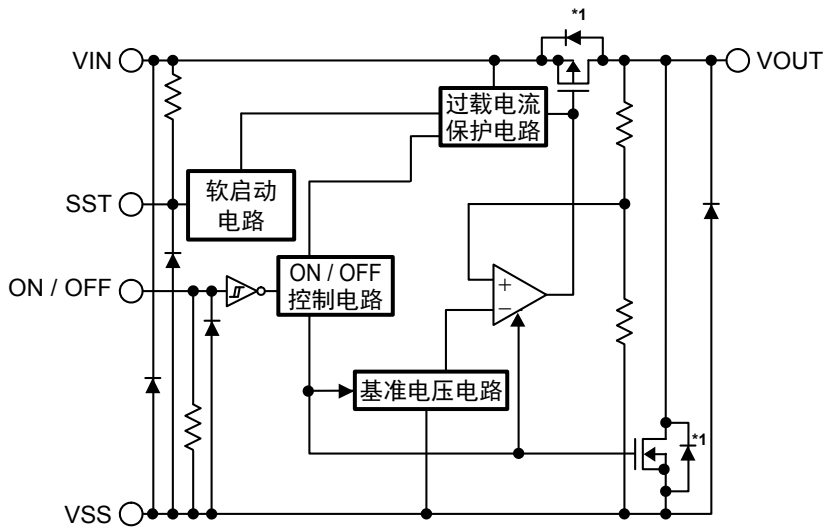 *1
VIN
VOUT
过载电流
保护电路
SST
软启动
电路
ON / OFF
ON / OFF
控制电路
+
−
基准电压电路
*1
VSS